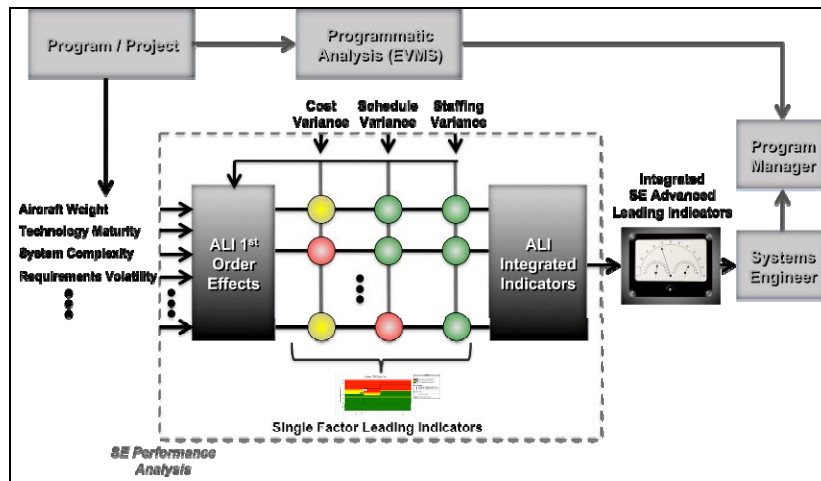 Program / Project
Programmatic
Analysis (EVMS)
Cost
Variance
Schedule
Variance
Staffing
Variance
Program
Manager
Integrated
SE Advanced
Leading Indicators
Aircraft Weight
Technology Maturity
System Complexity
Requirements Volatility
ALI 1st
Order
Effects
ALI
Integrated
Indicators
Systems
Engineer
Single Factor Leading Indicators
SE Performance
Analysis